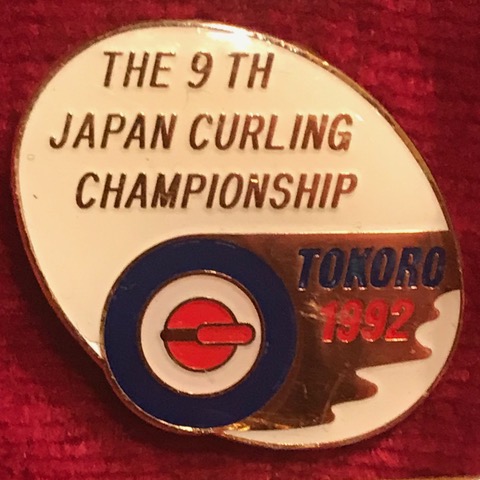 THE 9 TH
JAPAN CURLING
CHAMPIONSHIP
TOKORO
1992